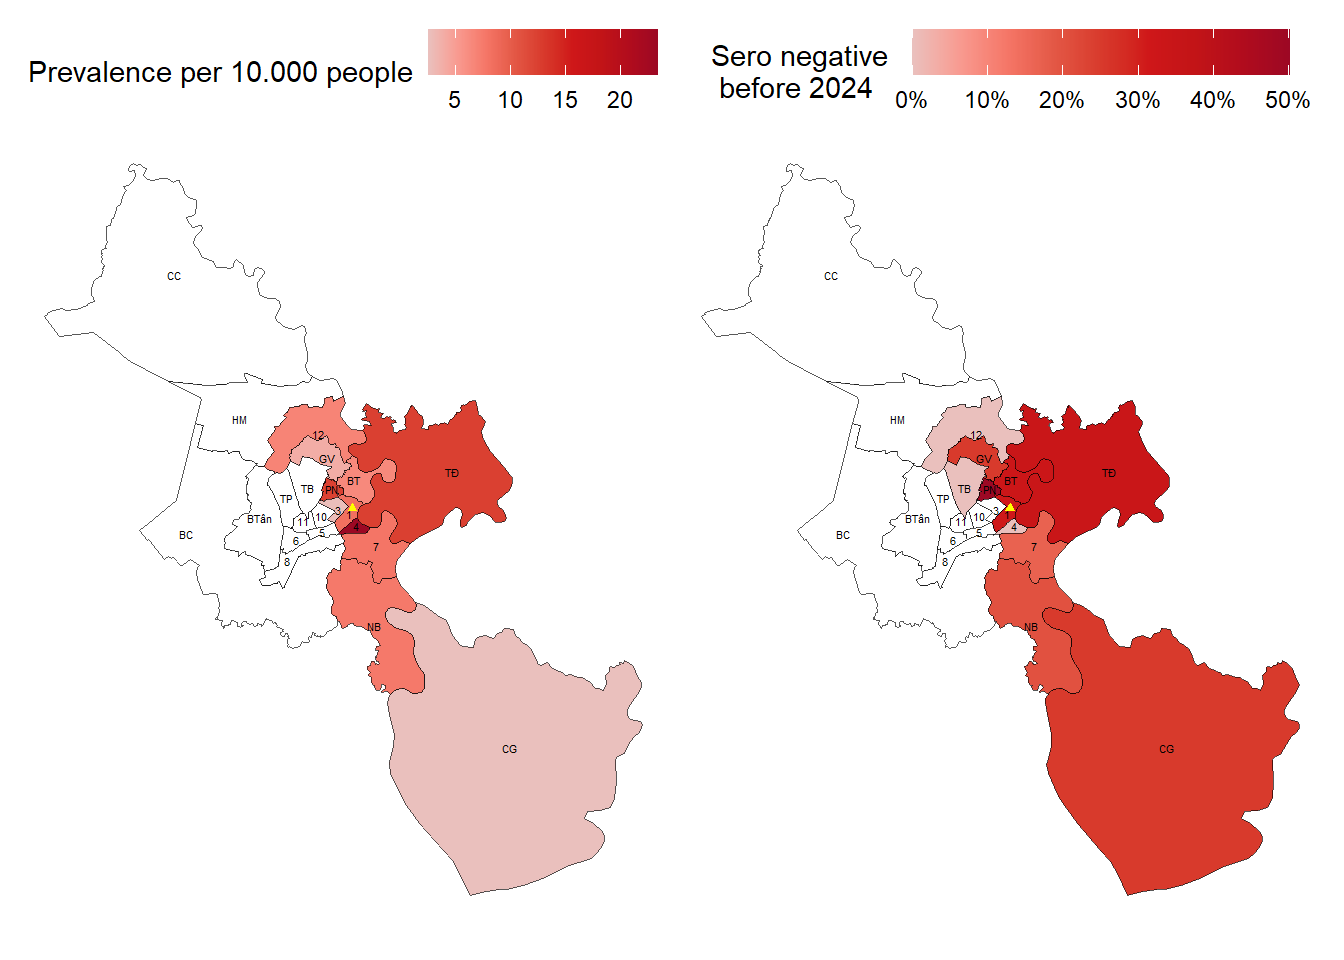 Prevalence per 10.000 people
5 10 15 20
Sero negative
before 2024
0% 10% 20% 30% 40% 50%
CC
HM
12
GV
TĐ
BT
TB
PN
TP
BTân
3
1
11
10
4
5
BC
6
7
8
NB
CG
CC
HM
12
GV
TĐ
BT
TB
PN
TP
BTân
3
1
11
10
4
5
BC
6
7
8
NB
CG